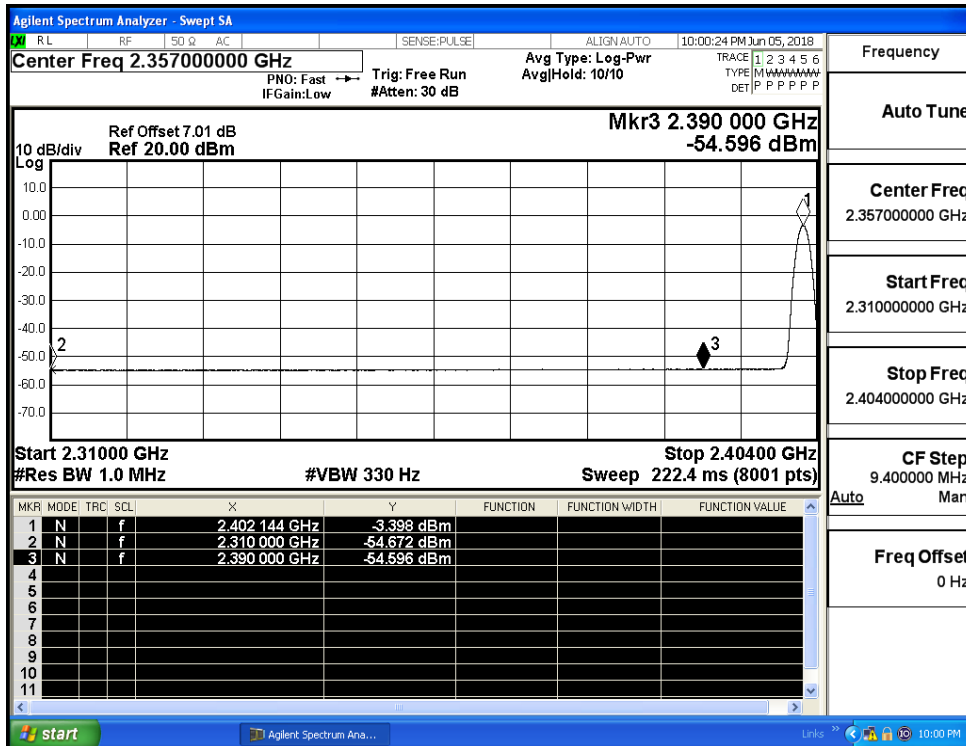 Agilent Spectrum Analyzer - Swept SA
LXI RL RF 50 Ω AC SENSE:PULSE ALIGN AUTO 10:00:24 PM Jun 05, 2018
Center Freq 2.357000000 GHz
PNO: Fast
IFGain:Low
Trig: Free Run
#Atten: 30 dB
Avg Type: Log-Pwr
Avg|Hold: 10/10
TRACE 1 2 3 4 5 6
TYPE M
DET P P P P P P
Mkr3 2.390 000 GHz
-54.596 dBm
Ref Offset 7.01 dB
10 dB/div Ref 20.00 dBm
Log
10.0
0.00
-10.0
-20.0
-30.0
-40.0
-50.0
-60.0
-70.0
1
2
3
Start 2.31000 GHz Stop 2.40400 GHz
#Res BW 1.0 MHz #VBW 330 Hz Sweep 222.4 ms (8001 pts)
MKR MODE TRC SCL X Y FUNCTION FUNCTION WIDTH FUNCTION VALUE
1 N f 2.402 144 GHz -3.398 dBm
2 N f 2.310 000 GHz -54.672 dBm
3 N f 2.390 000 GHz -54.596 dBm
4
5
6
7
8
9
10
11
Frequency
Auto Tune
Center Freq
2.357000000 GHz
Start Freq
2.310000000 GHz
Stop Freq
2.404000000 GHz
CF Step
9.400000 MHz
Auto Man
Freq Offset
0 Hz
start Agilent Spectrum Ana... Links » 10:00 PM